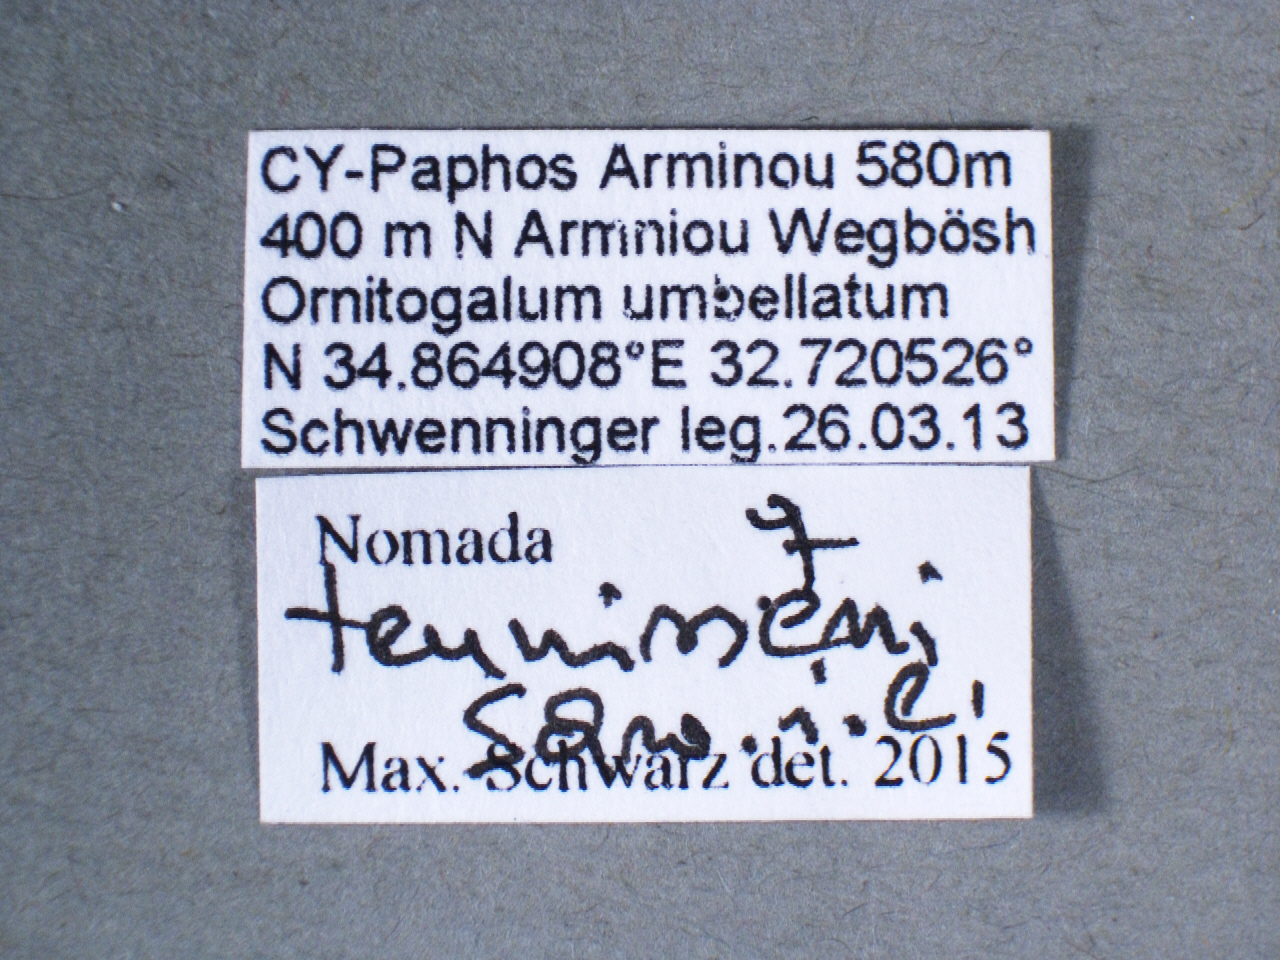 CY-Paphos Arminou 580m
400 m N Armniou Wegbösh
Ornitogalum umbellatum
N 34.864908°E 32.720526°
Schwenninger leg.26.03.13
Nomada
Max. Schwarz det. 2015